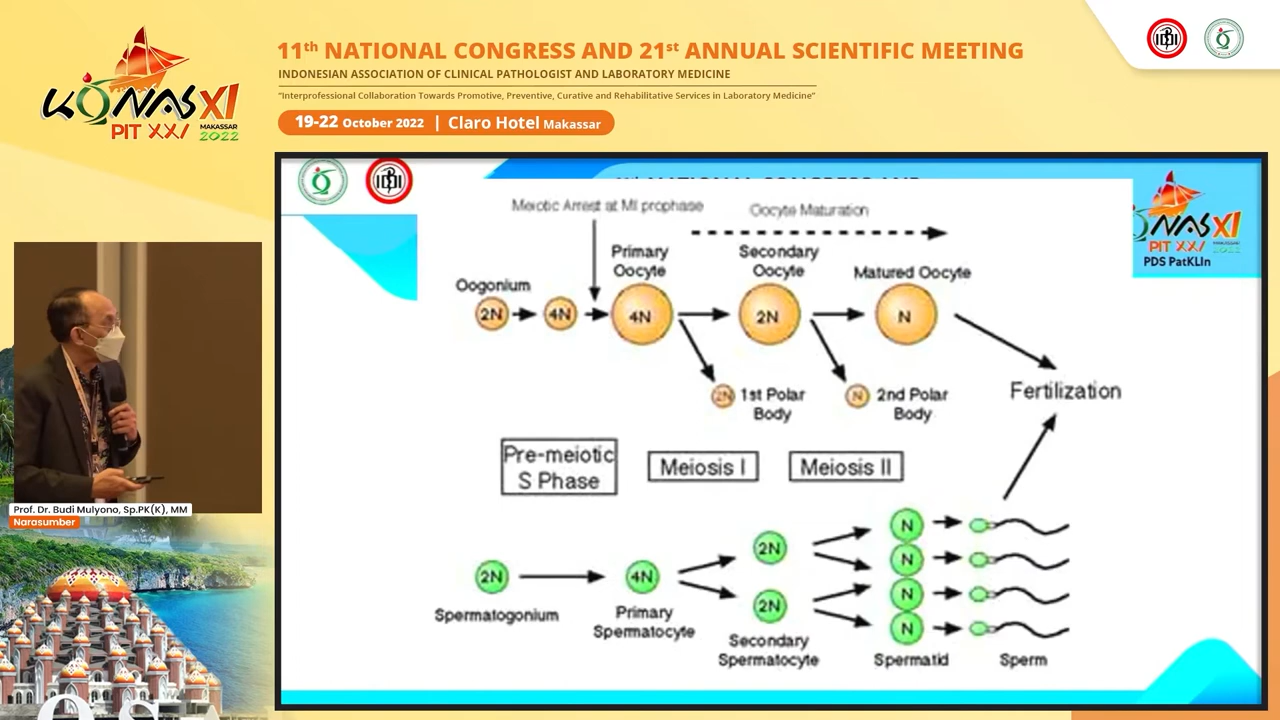 KONAS XI
PIT XXI
MAKASSAR
2022
11th NATIONAL CONGRESS AND 21st ANNUAL SCIENTIFIC MEETING
INDONESIAN ASSOCIATION OF CLINICAL PATHOLOGIST AND LABORATORY MEDICINE
“Interprofessional Collaboration Towards Promotive, Preventive, Curative and Rehabilitative Services in Laboratory Medicine”
19-22 October 2022 | Claro Hotel Makassar
NATIONAL CONGRESS AND
NAS XI
PIT XXI
PDS PatKLIn
Meiotic Arrest at MI prophase
Oocyte Maturation
Primary
Oocyte
Secondary
Oocyte
Matured Oocyte
Oogonium
2N
4N
4N
2N
N
2N
1st Polar
Body
N
2nd Polar
Body
Fertilization
Pre-meiotic
S Phase
Meiosis I
Meiosis II
2N
4N
2N
2N
N
N
N
N
Spermatogonium
Primary
Spermatocyte
Secondary
Spermatocyte
Spermatid
Sperm
Prof. Dr. Budi Mulyono, Sp.PK(K), MM
Narasumber